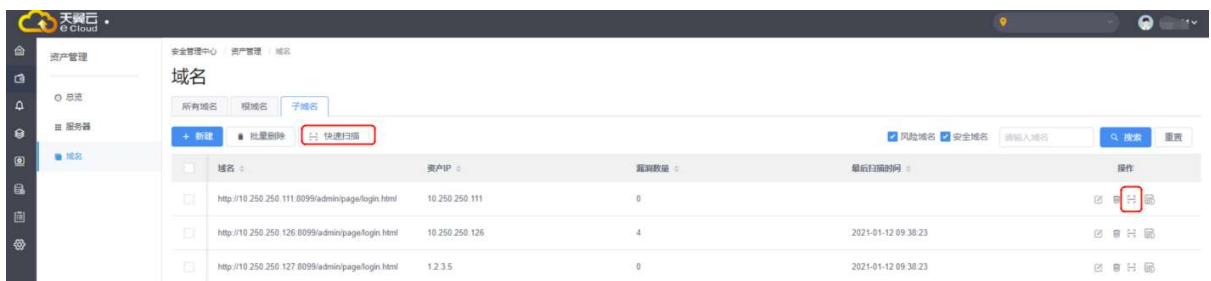 天翼云
e Cloud
资产管理
总览
服务器
域名
安全管理中心 / 资产管理 / 域名
域名
所有域名 根域名 子域名
+ 新建 批量删除 快速扫描 风险域名 安全域名 请输入域名 搜索 重置
域名 资产IP 漏洞数量 最后扫描时间 操作
http://10.250.250.111:8099/admin/page/login.html 10.250.250.111 0
http://10.250.250.126:8099/admin/page/login.html 10.250.250.126 4 2021-01-12 09:38:23
http://10.250.250.127:8099/admin/page/login.html 1.2.3.5 0 2021-01-12 09:38:23